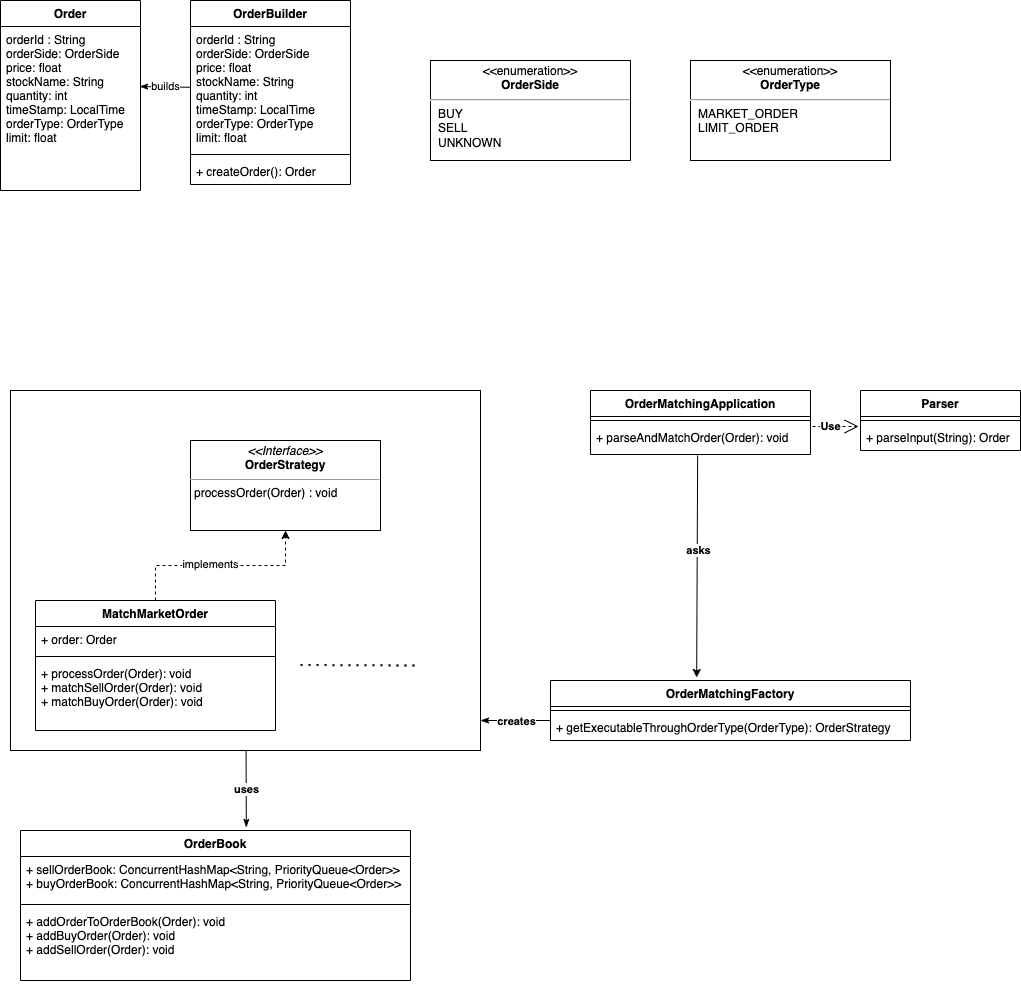 Order
orderId : String
orderSide: OrderSide
price: float
stockName: String
quantity: int
timeStamp: LocalTime
orderType: OrderType
limit: float
builds
OrderBuilder
orderId : String
orderSide: OrderSide
price: float
stockName: String
quantity: int
timeStamp: LocalTime
orderType: OrderType
limit: float
+ createOrder(): Order
<<enumeration>>
OrderSide
BUY
SELL
UNKNOWN
<<enumeration>>
OrderType
MARKET_ORDER
LIMIT_ORDER
<<Interface>>
OrderStrategy
processOrder(Order) : void
implements
MatchMarketOrder
+ order: Order
+ processOrder(Order): void
+ matchSellOrder(Order): void
+ matchBuyOrder(Order): void
OrderMatchingApplication
+ parseAndMatchOrder(Order): void
Use
Parser
+ parseInput(String): Order
asks
OrderMatchingFactory
+ getExecutableThroughOrderType(OrderType): OrderStrategy
creates
uses
OrderBook
+ sellOrderBook: ConcurrentHashMap<String, PriorityQueue<Order>>
+ buyOrderBook: ConcurrentHashMap<String, PriorityQueue<Order>>
+ addOrderToOrderBook(Order): void
+ addBuyOrder(Order): void
+ addSellOrder(Order): void